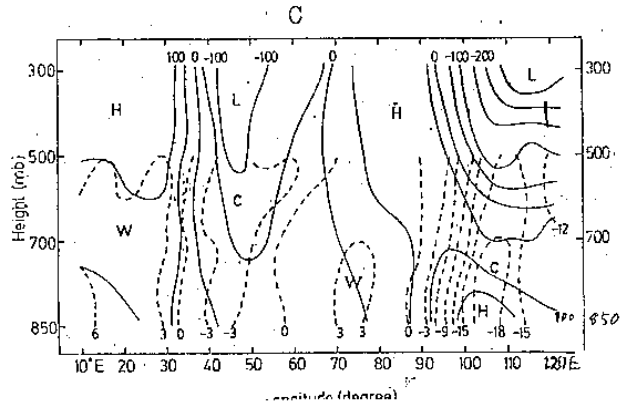 C
100 0 -100 -100 0 0 -100 -200
300 300
H L H L
500 500
Height (mb)
C
W -12
700 700
C
W
H
100 850
850
6 3 0 -3 -3 0 3 3 0 -3 -9 -15 -18 -15
10°E 20 30 40 50 60 70 80 90 100 110 120°E
Longitude (degree)